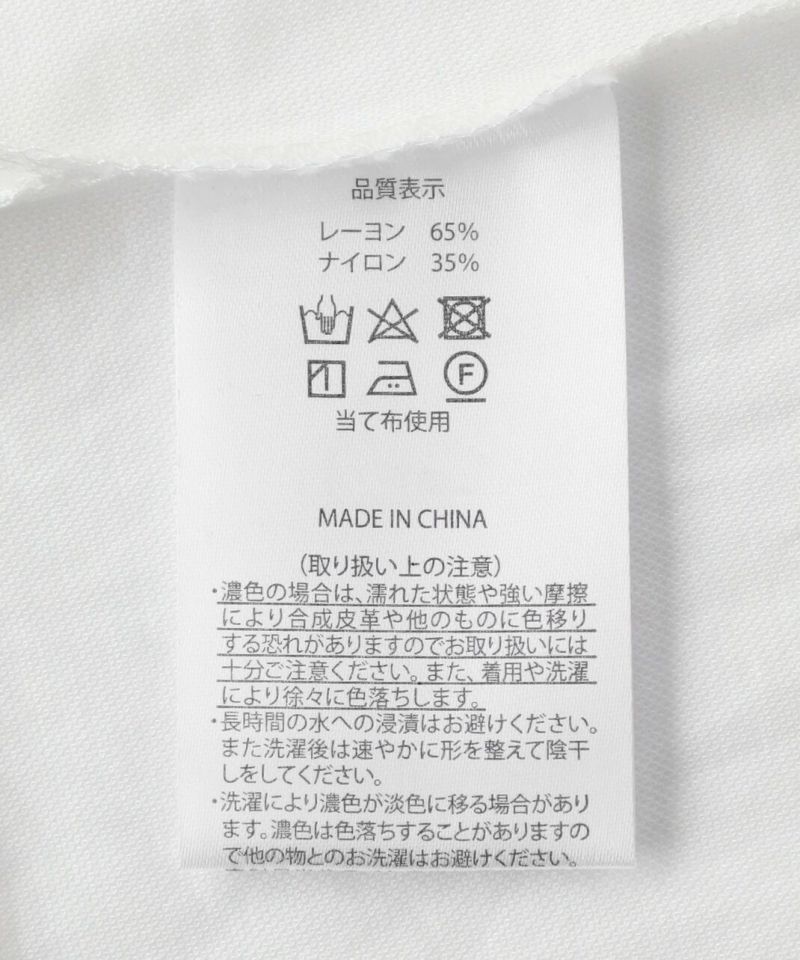 品質表示
レーヨン 65%
ナイロン 35%
F
当て布使用
MADE IN CHINA
(取り扱い上の注意)
・濃色の場合は、濡れた状態や強い摩擦
により合成皮革や他のものに色移り
する恐れがありますのでお取り扱いには
十分ご注意ください。また、着用や洗濯
により徐々に色落ちします。
・長時間の水への浸漬はお避けください。
また洗濯後は速やかに形を整えて陰干
しをしてください。
・洗濯により濃色が淡色に移る場合があり
ます。濃色は色落ちすることがありますの
で他の物とのお洗濯はお避けください。